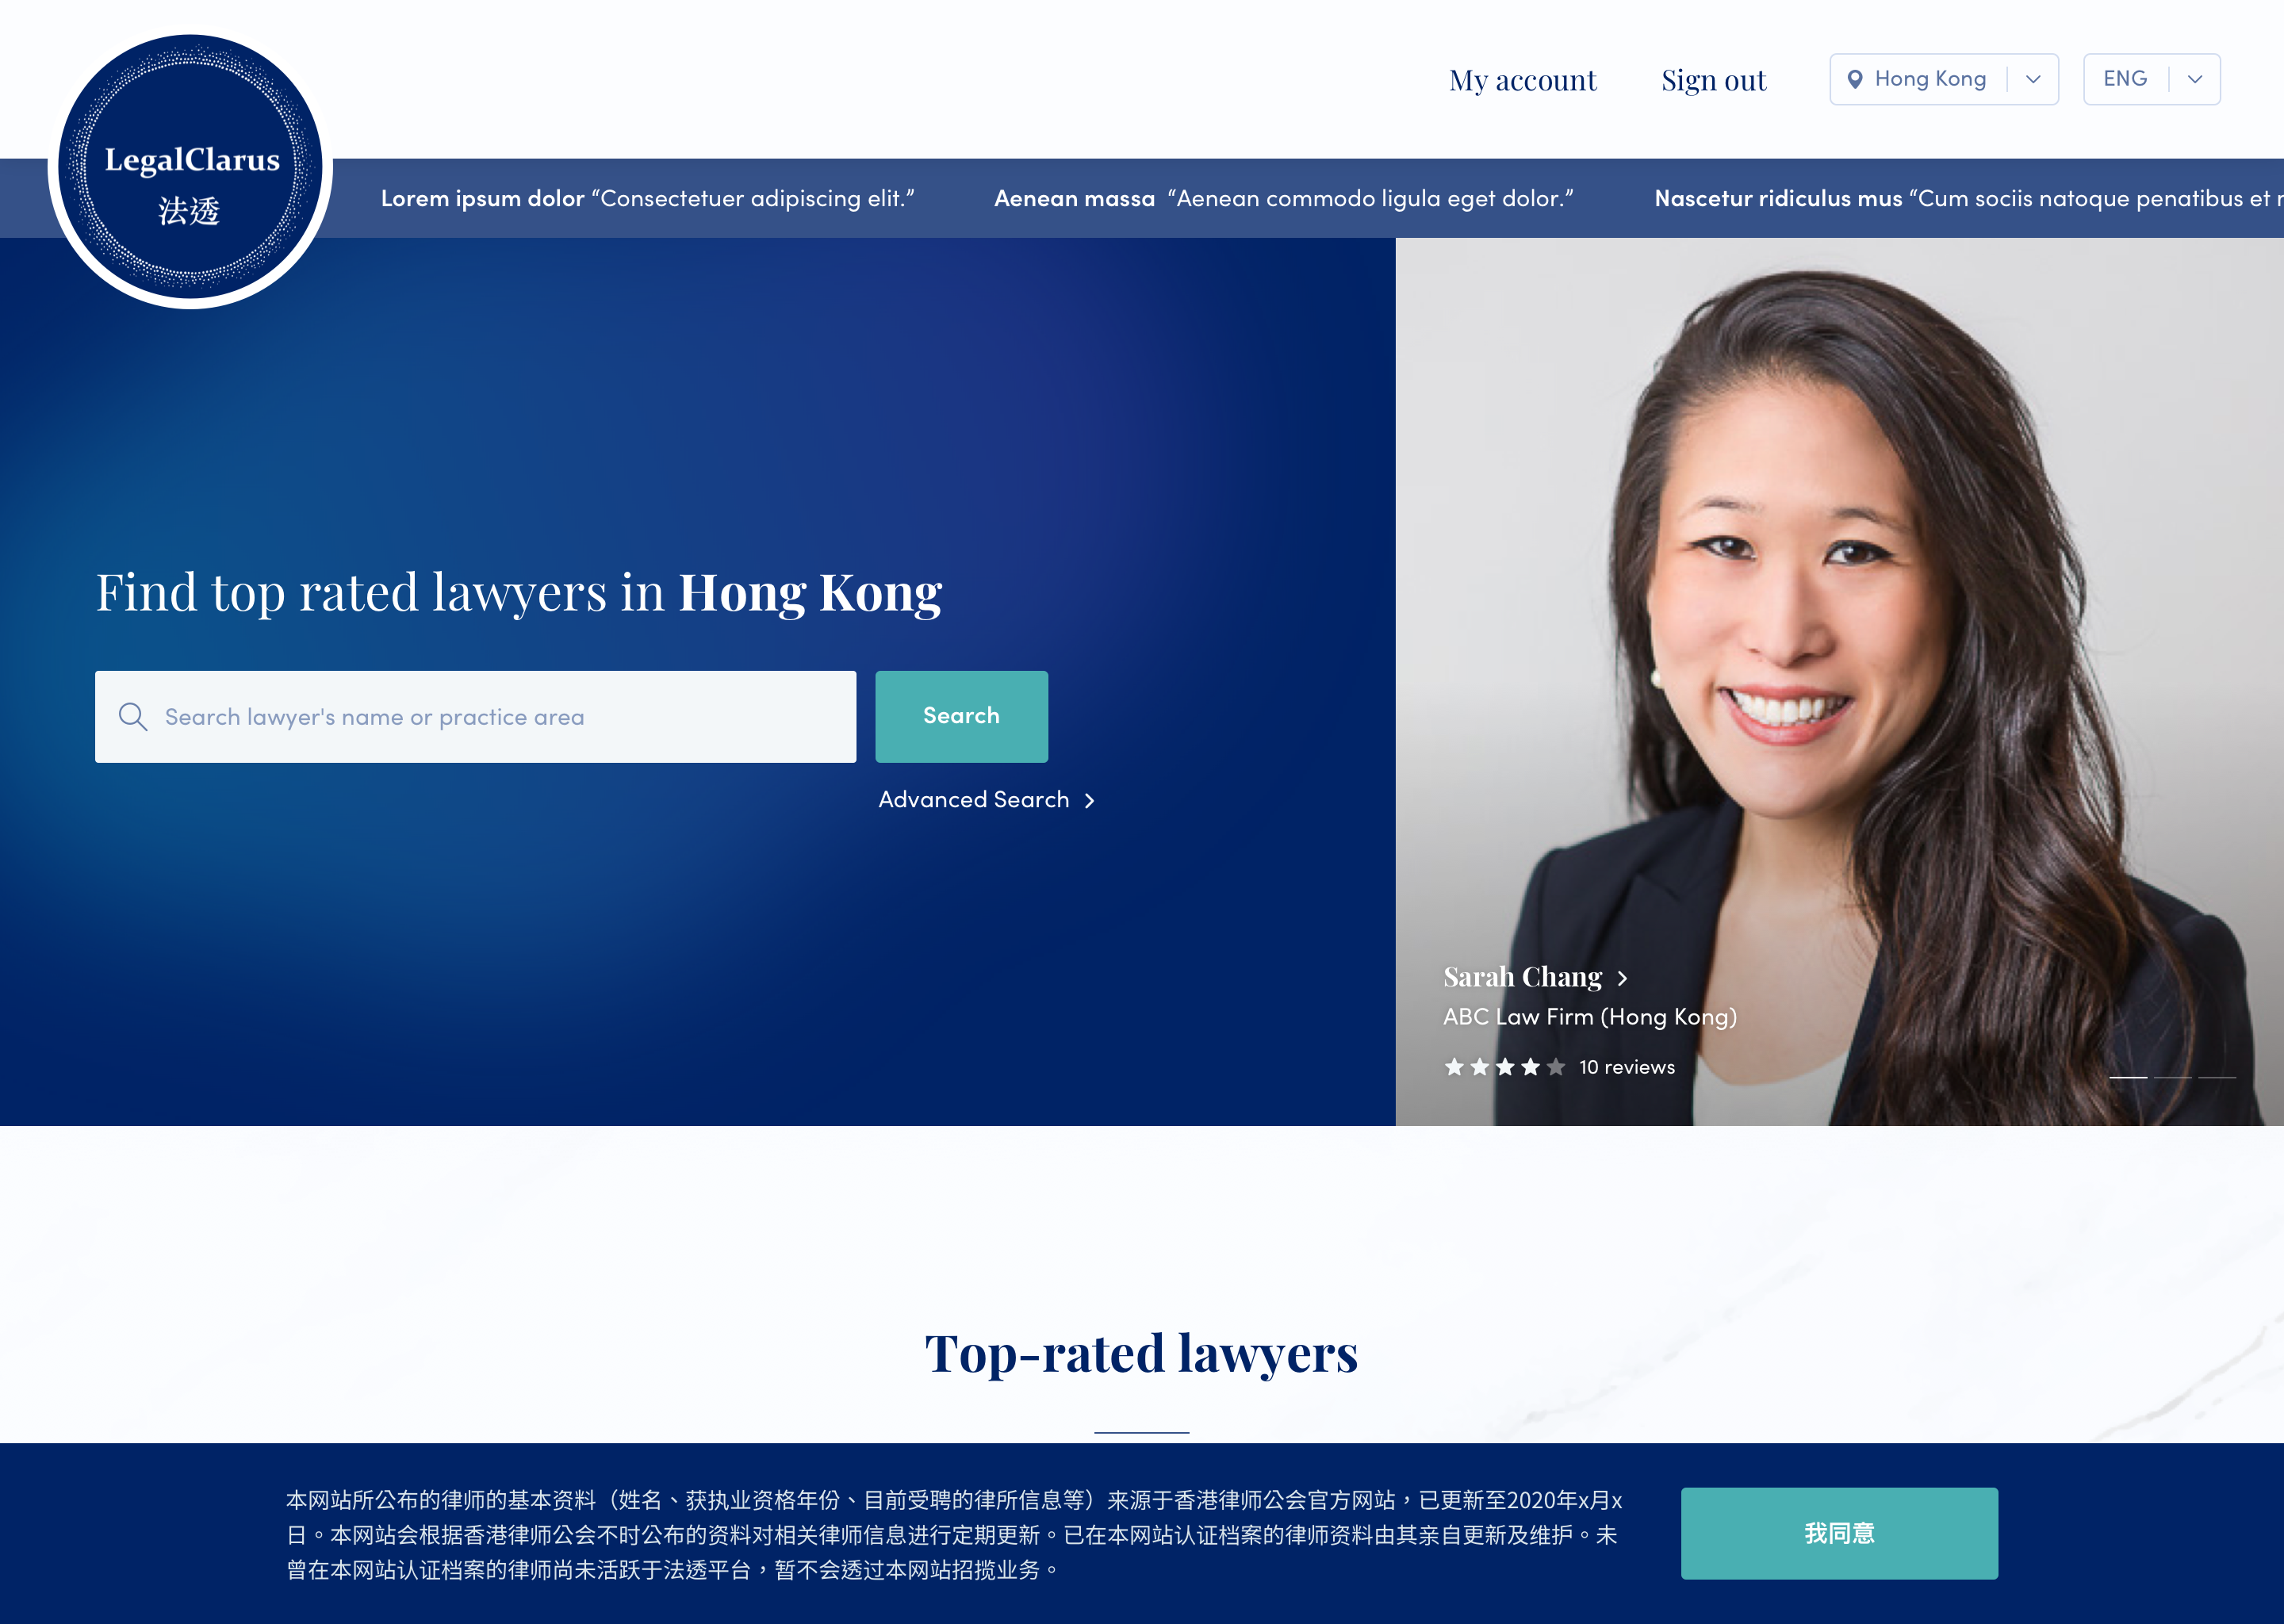 My account
Sign out
Hong Kong
ENG
LegalClarus
法透
Lorem ipsum dolor “Consectetuer adipiscing elit.”
Aenean massa “Aenean commodo ligula eget dolor.”
Nascetur ridiculus mus “Cum sociis natoque penatibus et
Find top rated lawyers in Hong Kong
Search lawyer's name or practice area
Search
Advanced Search
Sarah Chang
ABC Law Firm (Hong Kong)
10 reviews
Top-rated lawyers
本网站所公布的律师的基本资料（姓名、获执业资格年份、目前受聘的律所信息等）来源于香港律师公会官方网站，已更新至2020年x月x
日。本网站会根据香港律师公会不时公布的资料对相关律师信息进行定期更新。已在本网站认证档案的律师资料由其亲自更新及维护。未
曾在本网站认证档案的律师尚未活跃于法透平台，暂不会透过本网站招揽业务。
我同意